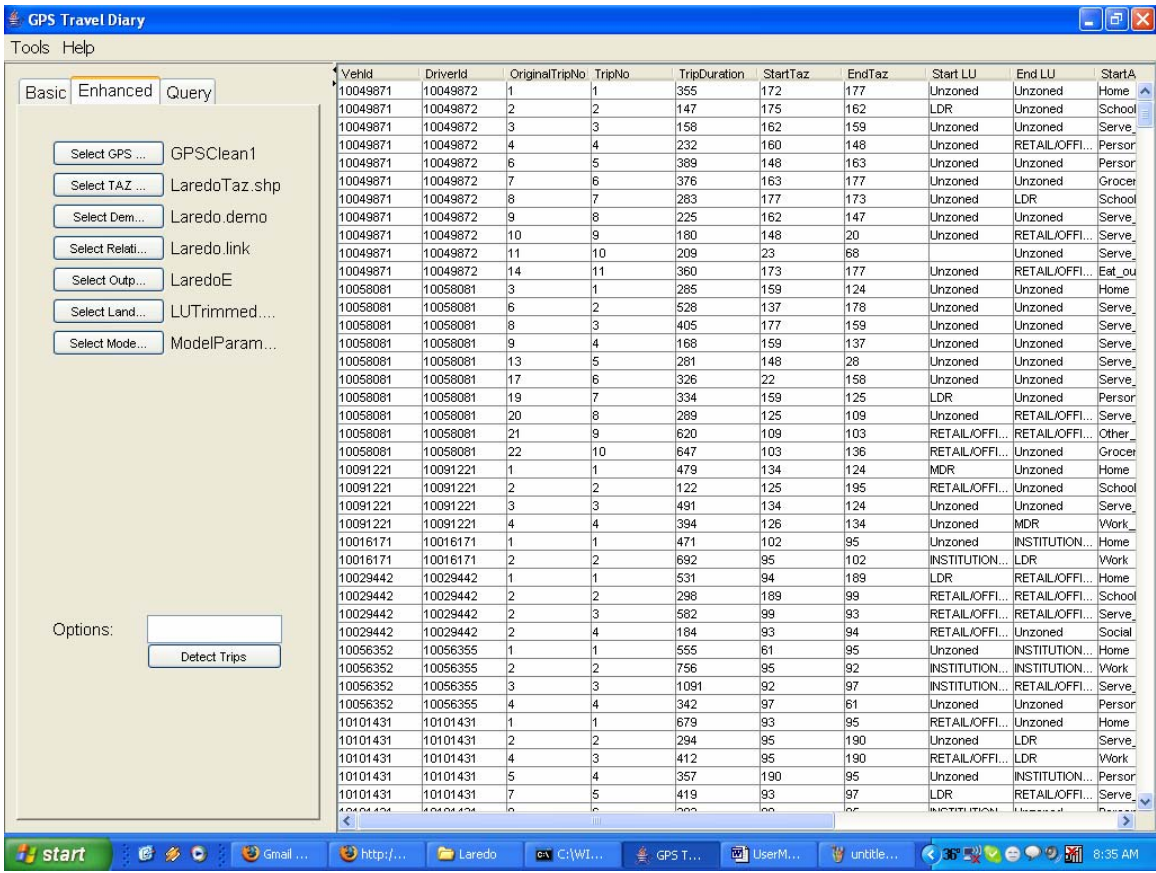 GPS Travel Diary
Tools Help
Basic Enhanced Query
Select GPS ... GPSClean1
Select TAZ ... LaredoTaz.shp
Select Dem... Laredo.demo
Select Relati... Laredo.link
Select Outp... LaredoE
Select Land... LUTrimmed....
Select Mode... ModelParam...
Options:
Detect Trips
VehId DriverId OriginalTripNo TripNo TripDuration StartTaz EndTaz Start LU End LU StartA
10049871 10049872 1 1 355 172 177 Unzoned Unzoned Home
10049871 10049872 2 2 147 175 162 LDR Unzoned School
10049871 10049872 3 3 158 162 159 Unzoned Unzoned Serve_
10049871 10049872 4 4 232 160 148 Unzoned RETAIL/OFFI... Person
10049871 10049872 6 5 389 148 163 Unzoned Unzoned Person
10049871 10049872 7 6 376 163 177 Unzoned Unzoned Grocer
10049871 10049872 8 7 283 177 173 Unzoned LDR School
10049871 10049872 9 8 225 162 147 Unzoned Unzoned Serve_
10049871 10049872 10 9 180 148 20 Unzoned RETAIL/OFFI... Serve_
10049871 10049872 11 10 209 23 68 Unzoned Serve_
10049871 10049872 14 11 360 173 177 Unzoned RETAIL/OFFI... Eat_ou
10058081 10058081 3 1 285 159 124 Unzoned Unzoned Home
10058081 10058081 6 2 528 137 178 Unzoned Unzoned Serve_
10058081 10058081 8 3 405 177 159 Unzoned Unzoned Serve_
10058081 10058081 9 4 168 159 137 Unzoned Unzoned Serve_
10058081 10058081 13 5 281 148 28 Unzoned Unzoned Serve_
10058081 10058081 17 6 326 22 158 Unzoned Unzoned Serve_
10058081 10058081 19 7 334 159 125 LDR Unzoned Person
10058081 10058081 20 8 289 125 109 Unzoned RETAIL/OFFI... Serve_
10058081 10058081 21 9 620 109 103 RETAIL/OFFI... RETAIL/OFFI... Other_
10058081 10058081 22 10 647 103 136 RETAIL/OFFI... Unzoned Grocer
10091221 10091221 1 1 479 134 124 MDR Unzoned Home
10091221 10091221 2 2 122 125 195 RETAIL/OFFI... Unzoned School
10091221 10091221 3 3 491 134 124 Unzoned Unzoned Serve_
10091221 10091221 4 4 394 126 134 Unzoned MDR Work_
10016171 10016171 1 1 471 102 95 Unzoned INSTITUTION... Home
10016171 10016171 2 2 692 95 102 INSTITUTION... LDR Work
10029442 10029442 1 1 531 94 189 LDR RETAIL/OFFI... Home
10029442 10029442 2 2 298 189 99 RETAIL/OFFI... RETAIL/OFFI... School
10029442 10029442 2 3 582 99 93 RETAIL/OFFI... RETAIL/OFFI... Serve_
10029442 10029442 2 4 184 93 94 RETAIL/OFFI... Unzoned Social
10056352 10056355 1 1 555 61 95 Unzoned INSTITUTION... Home
10056352 10056355 2 2 756 95 92 INSTITUTION... INSTITUTION... Work
10056352 10056355 3 3 1091 92 97 INSTITUTION... RETAIL/OFFI... Serve_
10056352 10056355 4 4 342 97 61 Unzoned Unzoned Person
10101431 10101431 1 1 679 93 95 RETAIL/OFFI... Unzoned Home
10101431 10101431 2 2 294 95 190 Unzoned LDR Serve_
10101431 10101431 4 3 412 95 190 RETAIL/OFFI... LDR Work
10101431 10101431 5 4 357 190 95 Unzoned INSTITUTION... Person
10101431 10101431 7 5 419 93 97 LDR RETAIL/OFFI... Serve_
start Gmail ... http:/... Laredo C:\WI... GPS T... UserM... untitle... 36° 8:35 AM